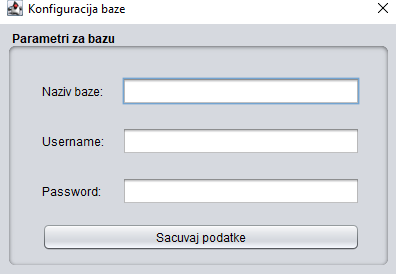 Konfiguracija baze
Parametri za bazu
Naziv baze:
Username:
Password:
Sacuvaj podatke